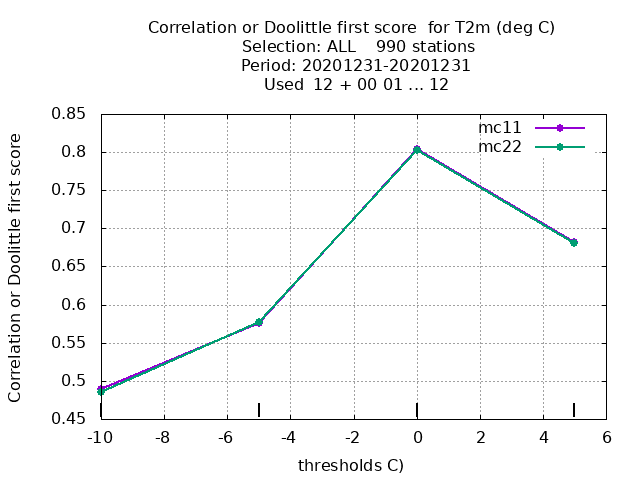 Correlation or Doolittle first score  for T2m (deg C)
Selection: ALL    990 stations
Period: 20201231-20201231
Used  12 + 00 01 ... 12
Correlation or Doolittle first score
0.85
0.8
0.75
0.7
0.65
0.6
0.55
0.5
0.45
mc11
mc22
-10 -8 -6 -4 -2 0 2 4 6
thresholds C)